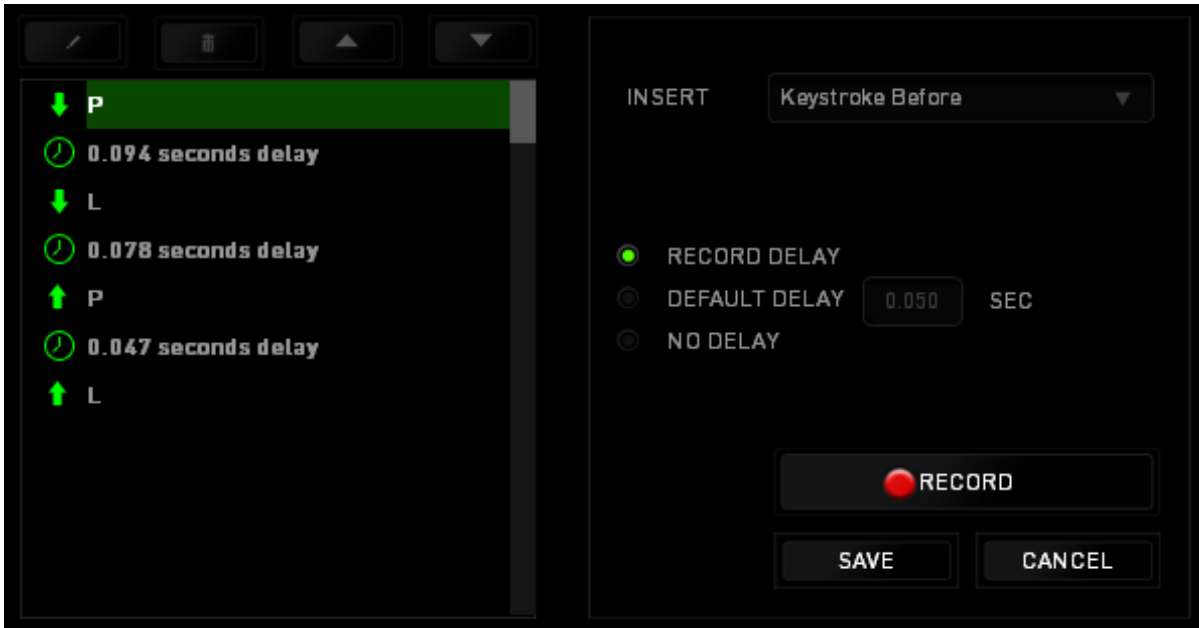 P
0.094 seconds delay
L
0.078 seconds delay
P
0.047 seconds delay
L
INSERT Keystroke Before
RECORD DELAY
DEFAULT DELAY 0.050 SEC
NO DELAY
RECORD
SAVE CANCEL